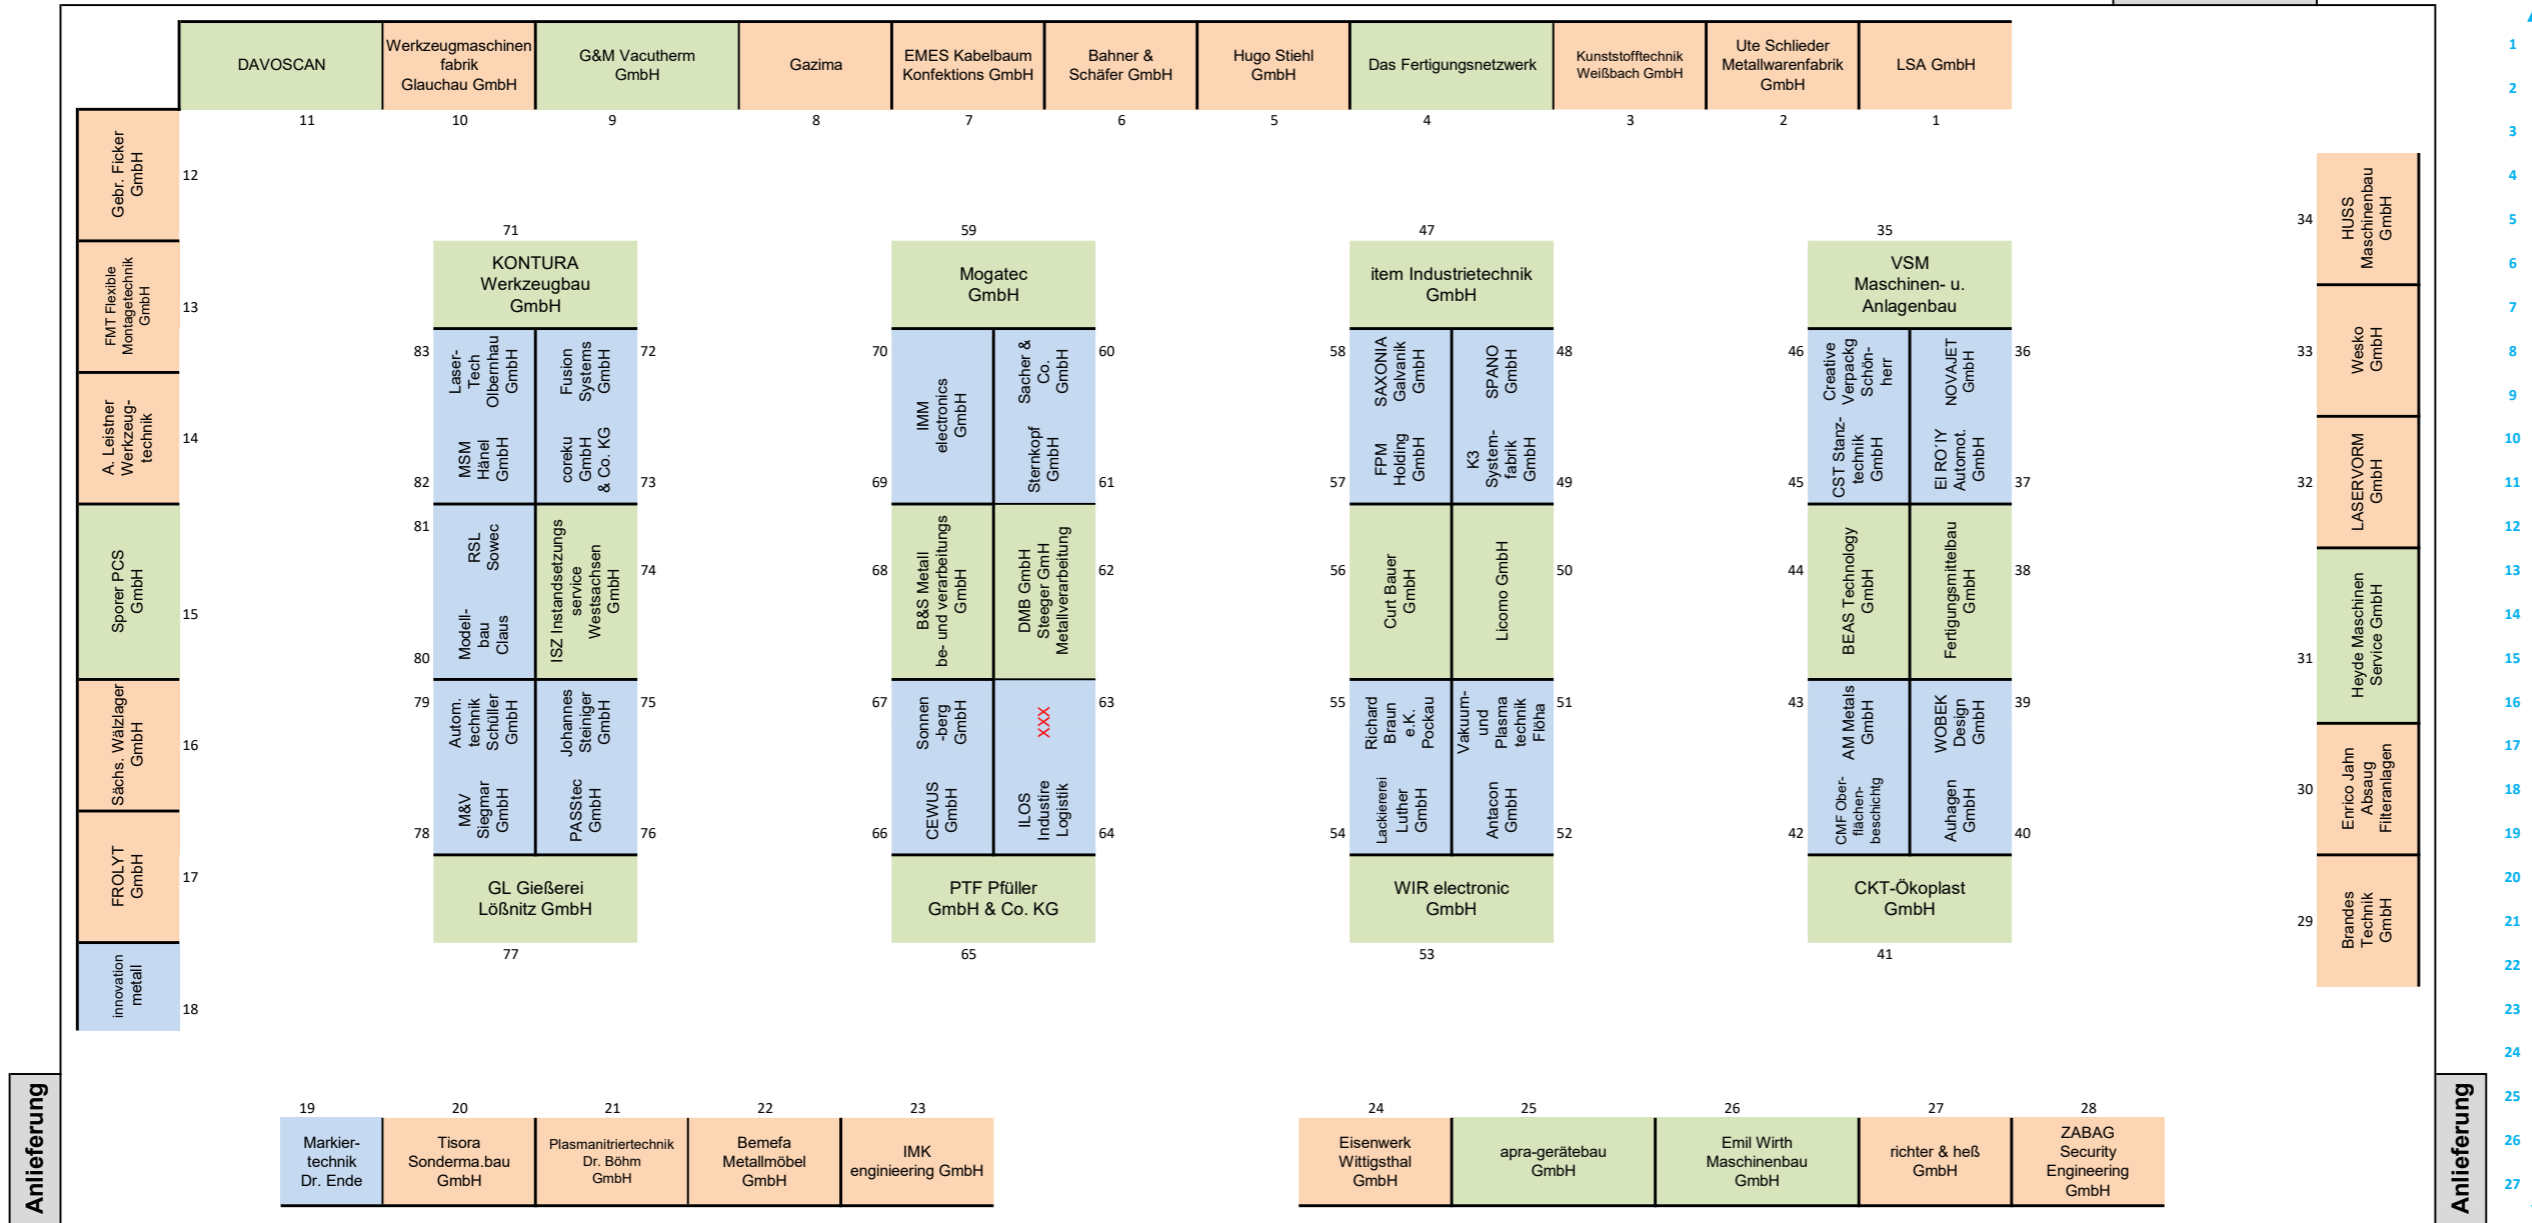 DAVOSCAN
Werkzeugmaschinen
fabrik
Glauchau GmbH
G&M Vacutherm
GmbH
Gazima
EMES Kabelbaum
Konfektions GmbH
Bahner &
Schäfer GmbH
Hugo Stiehl
GmbH
Das Fertigungsnetzwerk
Kunststofftechnik
Weißbach GmbH
Ute Schlieder
Metallwarenfabrik
GmbH
LSA GmbH
11
10
9
8
7
6
5
4
3
2
1
Gebr. Ficker
GmbH
12
FMT Flexible
Montagetechnik
GmbH
13
A. Leistner
Werkzeug-
technik
14
Sporer PCS
GmbH
15
Sächs. Wälzlager
GmbH
16
FROLYT
GmbH
17
innovation
metall
18
71
KONTURA
Werkzeugbau
GmbH
83
Laser-
Tech
Olbernhau
GmbH
Fusion
Systems
GmbH
72
82
MSM
Hänel
GmbH
coreku
GmbH
& Co. KG
73
81
RSL
Sowec
ISZ Instandsetzungs
service
Westsachsen
GmbH
74
80
Modell-
bau
Claus
79
Autom.
technik
Schüller
GmbH
Johannes
Steiniger
GmbH
75
78
M&V
Siegmar
GmbH
PASStec
GmbH
76
GL Gießerei
Lößnitz GmbH
77
59
Mogatec
GmbH
70
IMM
electronics
GmbH
69
Sacher &
Co.
GmbH
60
Sternkopf
GmbH
61
68
B&S Metall
be- und verarbeitungs
GmbH
DMB GmbH
Steeger GmH
Metallverarbeitung
62
67
Sonnen
-berg
GmbH
XXX
63
66
CEWUS
GmbH
ILOS
Industire
Logistik
64
PTF Pfüller
GmbH & Co. KG
65
47
item Industrietechnik
GmbH
58
SAXONIA
Galvanik
GmbH
SPANO
GmbH
48
57
FPM
Holding
GmbH
K3
System-
fabrik
GmbH
49
56
Curt Bauer
GmbH
Licomo GmbH
50
55
Richard
Braun
e.K.
Pockau
Vakuum-
und
Plasma
technik
Flöha
51
54
Lackiererei
Luther
GmbH
Antacon
GmbH
52
WIR electronic
GmbH
53
35
VSM
Maschinen- u.
Anlagenbau
46
Creative
Verpackg
Schön-
herr
NOVAJET
GmbH
36
45
CST Stanz-
technik
GmbH
EI RO´IY
Automot.
GmbH
37
44
BEAS Technology
GmbH
Fertigungsmittelbau
GmbH
38
43
AM Metals
GmbH
WOBEK
Design
GmbH
39
42
CMF Ober-
flächen-
beschichtg
Auhagen
GmbH
40
CKT-Ökoplast
GmbH
41
34
HUSS
Maschinenbau
GmbH
33
Wesko
GmbH
32
LASERVORM
GmbH
31
Heyde Maschinen
Service GmbH
30
Enrico Jahn
Absaug
Filteranlagen
29
Brandes
Technik
GmbH
1
2
3
4
5
6
7
8
9
10
11
12
13
14
15
16
17
18
19
20
21
22
23
24
25
26
27
Anlieferung
19
20
21
22
23
Markier-
technik
Dr. Ende
Tisora
Sonderma.bau
GmbH
Plasmanitriertechnik
Dr. Böhm
GmbH
Bemefa
Metallmöbel
GmbH
IMK
enginieering GmbH
24
25
26
27
28
Eisenwerk
Wittigsthal
GmbH
apra-gerätebau
GmbH
Emil Wirth
Maschinenbau
GmbH
richter & heß
GmbH
ZABAG
Security
Engineering
GmbH
Anlieferung